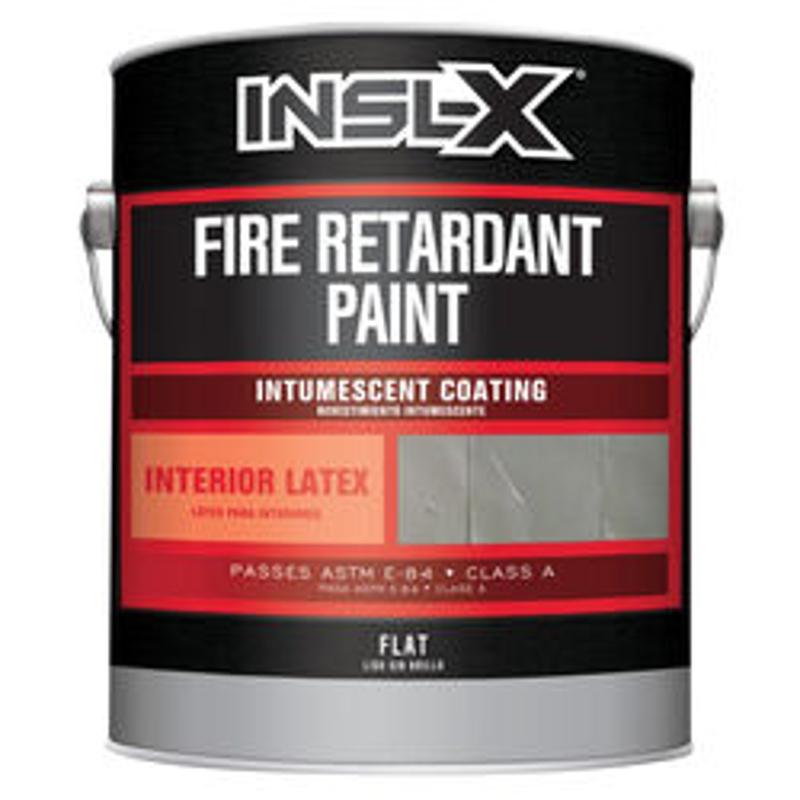 INSL-X®
FIRE RETARDANT
PAINT
INTUMESCENT COATING
REVESTIMIENTO INTUMESCENTE
INTERIOR LATEX
LÁTEX PARA INTERIORES
PASSES ASTM E-84 • CLASS A
PASA ASTM E-84 • CLASE A
FLAT
LISO SIN BRILLO